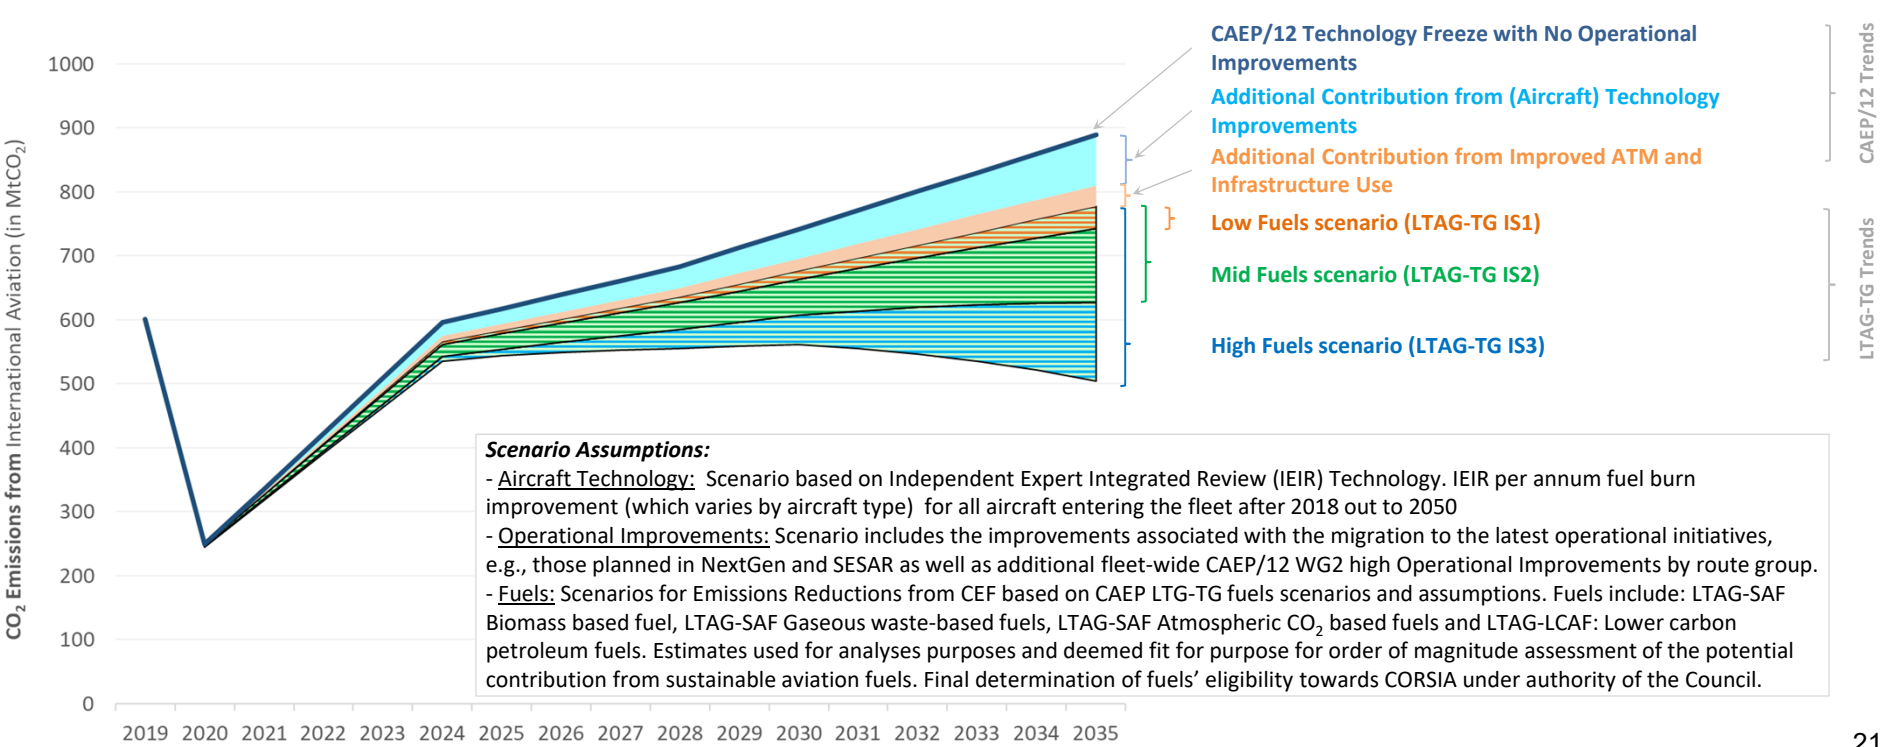 CO2 Emissions from International Aviation (in MtCO2)
1000
900
800
700
600
500
400
300
200
100
0
2019 2020 2021 2022 2023 2024 2025 2026 2027 2028 2029 2030 2031 2032 2033 2034 2035
CAEP/12 Technology Freeze with No Operational
Improvements
Additional Contribution from (Aircraft) Technology
Improvements
Additional Contribution from Improved ATM and
Infrastructure Use
Low Fuels scenario (LTAG-TG IS1)
Mid Fuels scenario (LTAG-TG IS2)
High Fuels scenario (LTAG-TG IS3)
CAEP/12 Trends
LTAG-TG Trends
Scenario Assumptions:
- Aircraft Technology: Scenario based on Independent Expert Integrated Review (IEIR) Technology. IEIR per annum fuel burn
improvement (which varies by aircraft type) for all aircraft entering the fleet after 2018 out to 2050
- Operational Improvements: Scenario includes the improvements associated with the migration to the latest operational initiatives,
e.g., those planned in NextGen and SESAR as well as additional fleet-wide CAEP/12 WG2 high Operational Improvements by route group.
- Fuels: Scenarios for Emissions Reductions from CEF based on CAEP LTG-TG fuels scenarios and assumptions. Fuels include: LTAG-SAF
Biomass based fuel, LTAG-SAF Gaseous waste-based fuels, LTAG-SAF Atmospheric CO2 based fuels and LTAG-LCAF: Lower carbon
petroleum fuels. Estimates used for analyses purposes and deemed fit for purpose for order of magnitude assessment of the potential
contribution from sustainable aviation fuels. Final determination of fuels' eligibility towards CORSIA under authority of the Council.
21